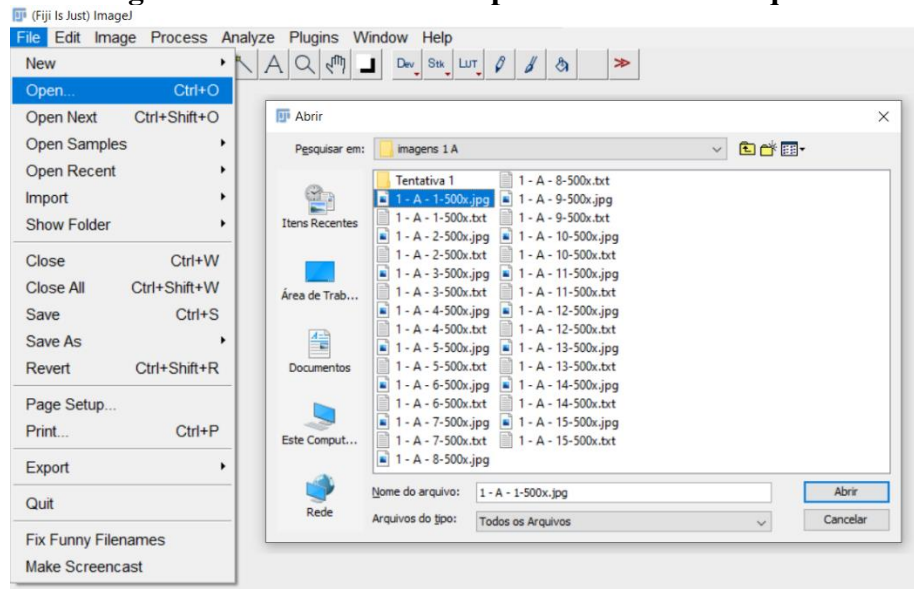 (Fiji Is Just) ImageJ
File Edit Image Process Analyze Plugins Window Help
New
Open... Ctrl+O
Open Next Ctrl+Shift+O
Open Samples
Open Recent
Import
Show Folder
Close Ctrl+W
Close All Ctrl+Shift+W
Save Ctrl+S
Save As
Revert Ctrl+Shift+R
Page Setup...
Print... Ctrl+P
Export
Quit
Fix Funny Filenames
Make Screencast
A Dev Stk LUT
Abrir
Pesquisar em: imagens 1 A
Itens Recentes
Área de Trab...
Documentos
Este Comput...
Rede
Tentativa 1
1 - A - 1-500x.jpg
1 - A - 1-500x.txt
1 - A - 2-500x.jpg
1 - A - 2-500x.txt
1 - A - 3-500x.jpg
1 - A - 3-500x.txt
1 - A - 4-500x.jpg
1 - A - 4-500x.txt
1 - A - 5-500x.jpg
1 - A - 5-500x.txt
1 - A - 6-500x.jpg
1 - A - 6-500x.txt
1 - A - 7-500x.jpg
1 - A - 7-500x.txt
1 - A - 8-500x.jpg
1 - A - 8-500x.txt
1 - A - 9-500x.jpg
1 - A - 9-500x.txt
1 - A - 10-500x.jpg
1 - A - 10-500x.txt
1 - A - 11-500x.jpg
1 - A - 11-500x.txt
1 - A - 12-500x.jpg
1 - A - 12-500x.txt
1 - A - 13-500x.jpg
1 - A - 13-500x.txt
1 - A - 14-500x.jpg
1 - A - 14-500x.txt
1 - A - 15-500x.jpg
1 - A - 15-500x.txt
Nome do arquivo: 1 - A - 1-500x.jpg Abrir
Arquivos do tipo: Todos os Arquivos Cancelar